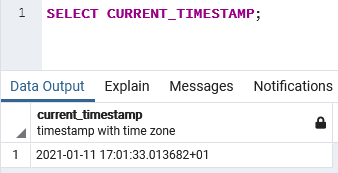 1 SELECT CURRENT_TIMESTAMP;
Data Output Explain Messages Notifications
current_timestamp
timestamp with time zone
1 2021-01-11 17:01:33.013682+01